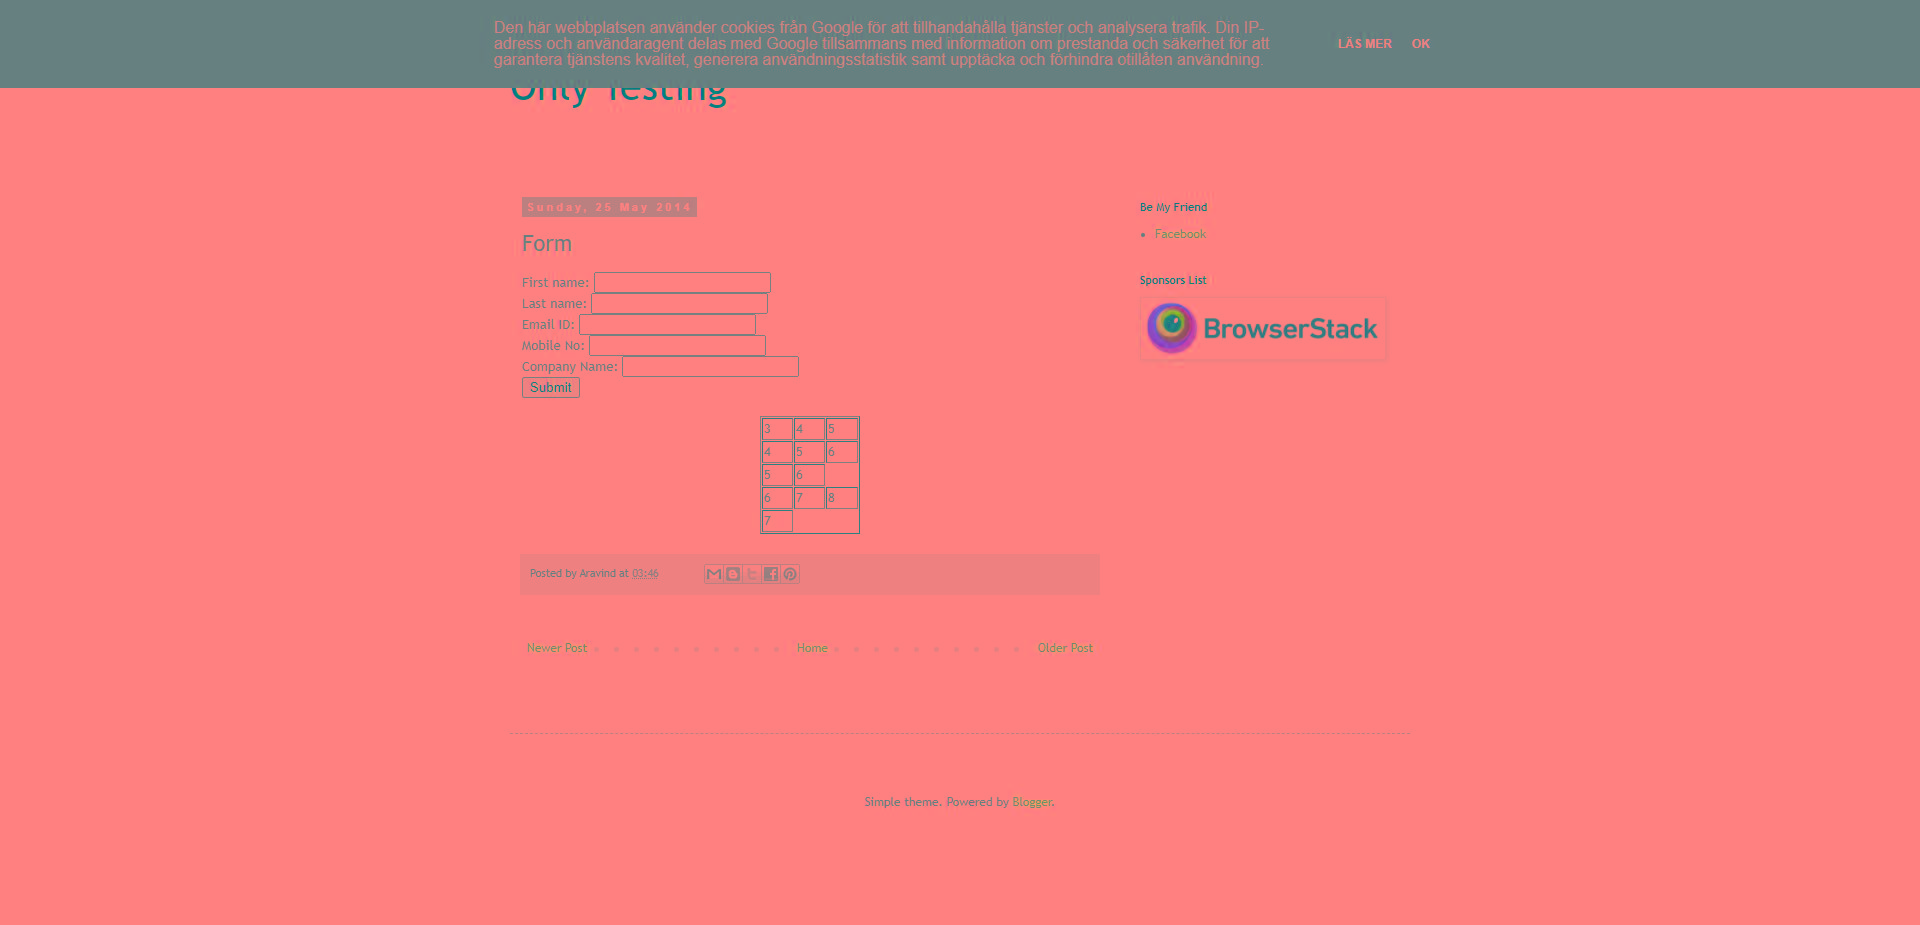 Den här webbplatsen använder cookies från Google för att tillhandahålla tjänster och analysera trafik. Din IP-
adress och användaragent delas med Google tillsammans med information om prestanda och säkerhet för att
garantera tjänstens kvalitet, generera användningsstatistik samt upptäcka och förhindra otillåten användning.
LÄS MER OK
Only Testing
Sunday, 25 May 2014
Form
First name:
Last name:
Email ID:
Mobile No:
Company Name:
Submit
3 4 5
4 5 6
5 6
6 7 8
7
Posted by Aravind at 03:46
Newer Post Home Older Post
Be My Friend
Facebook
Sponsors List
BrowserStack
Simple theme. Powered by Blogger.